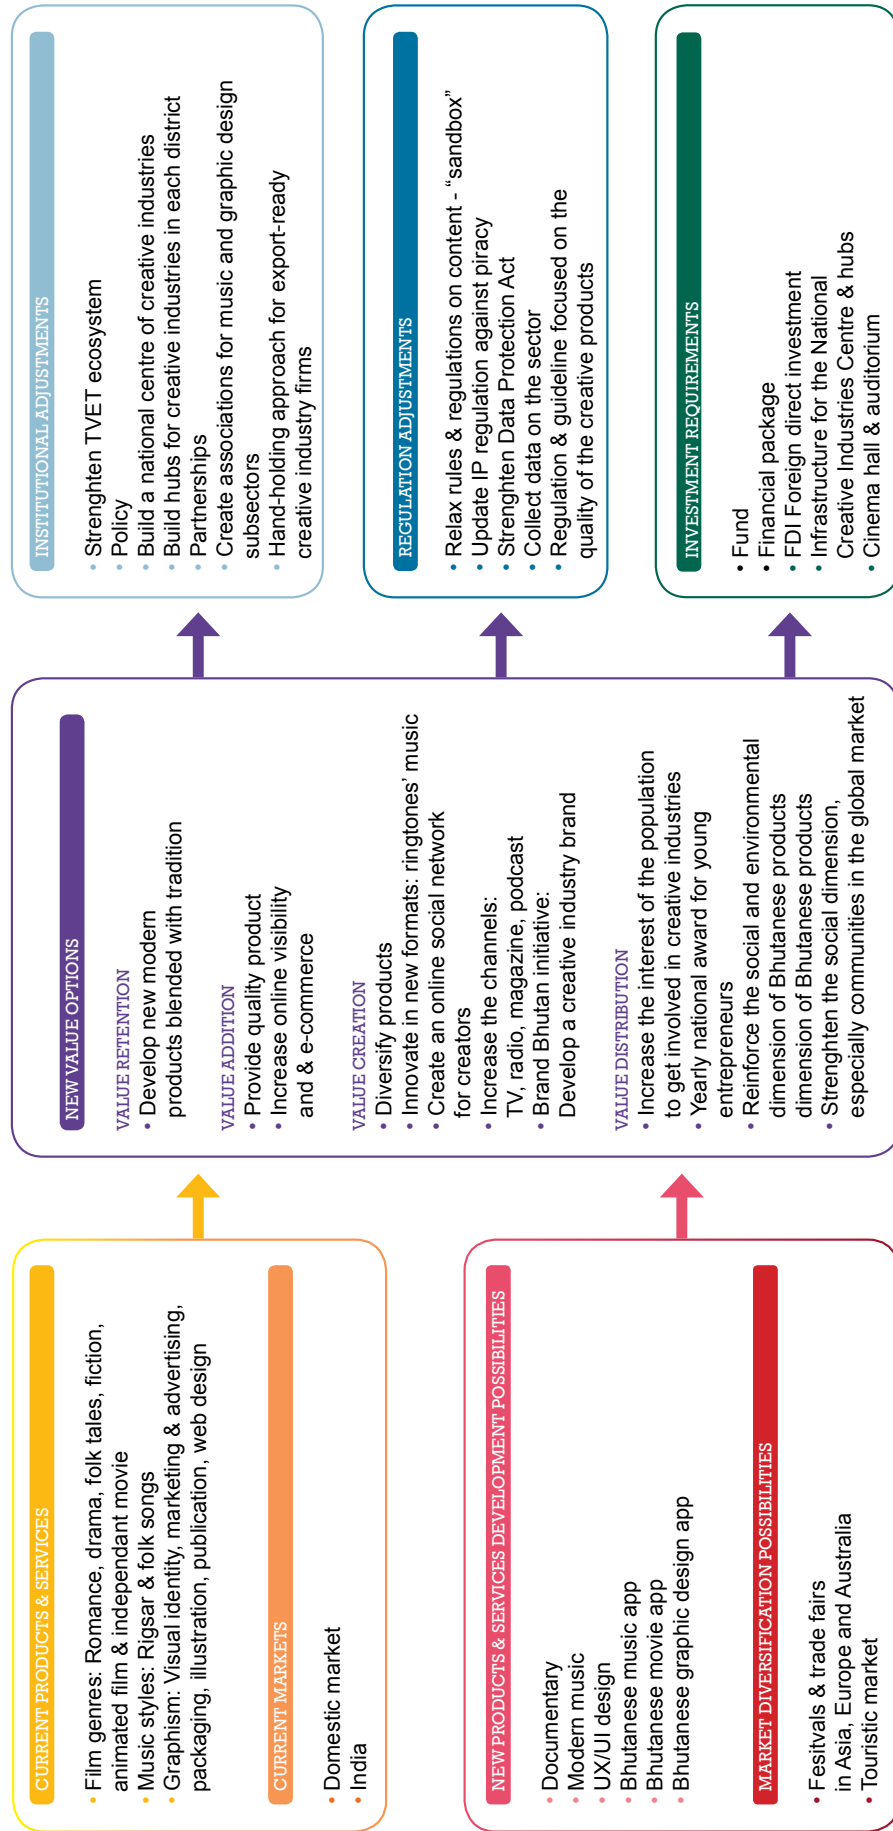 CURRENT PRODUCTS & SERVICES
• Film genres: Romance, drama, folk tales, fiction,
animated film & independant movie
• Music styles: Rigsar & folk songs
• Graphism: Visual identity, marketing & advertising,
packaging, illustration, publication, web design
CURRENT MARKETS
• Domestic market
• India
NEW PRODUCTS & SERVICES DEVELOPMENT POSSIBILITIES
• Documentary
• Modern music
• UX/UI design
• Bhutanese music app
• Bhutanese movie app
• Bhutanese graphic design app
MARKET DIVERSIFICATION POSSIBILITIES
• Fesitvals & trade fairs
in Asia, Europe and Australia
• Touristic market
NEW VALUE OPTIONS
VALUE RETENTION
• Develop new modern
products blended with tradition
VALUE ADDITION
• Provide quality product
• Increase online visibility
and & e-commerce
VALUE CREATION
• Diversify products
• Innovate in new formats: ringtones’ music
• Create an online social network
for creators
• Increase the channels:
TV, radio, magazine, podcast
• Brand Bhutan initiative:
Develop a creative industry brand
VALUE DISTRIBUTION
• Increase the interest of the population
to get involved in creative industries
• Yearly national award for young
entrepreneurs
• Reinforce the social and environmental
dimension of Bhutanese products
dimension of Bhutanese products
• Strenghten the social dimension,
especially communities in the global market
INSTITUTIONAL ADJUSTMENTS
• Strenghten TVET ecosystem
• Policy
• Build a national centre of creative industries
• Build hubs for creative industries in each district
• Partnerships
• Create associations for music and graphic design
subsectors
• Hand-holding approach for export-ready
creative industry firms
REGULATION ADJUSTMENTS
• Relax rules & regulations on content - “sandbox”
• Update IP regulation against piracy
• Strenghten Data Protection Act
• Collect data on the sector
• Regulation & guideline focused on the
quality of the creative products
INVESTMENT REQUIREMENTS
• Fund
• Financial package
• FDI Foreign direct investment
• Infrastructure for the National
Creative Industries Centre & hubs
• Cinema hall & auditorium